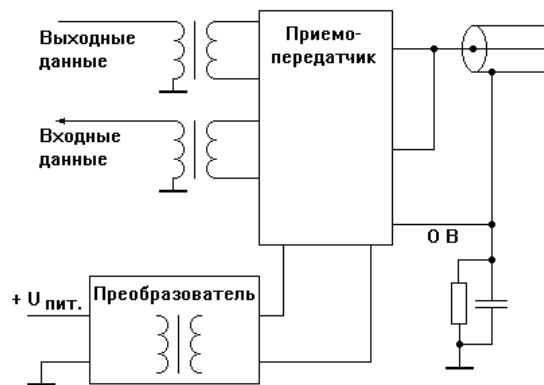 Выходные
данные
Приемо-
передатчик
Входные
данные
0 В
Преобразователь
+ U пит.